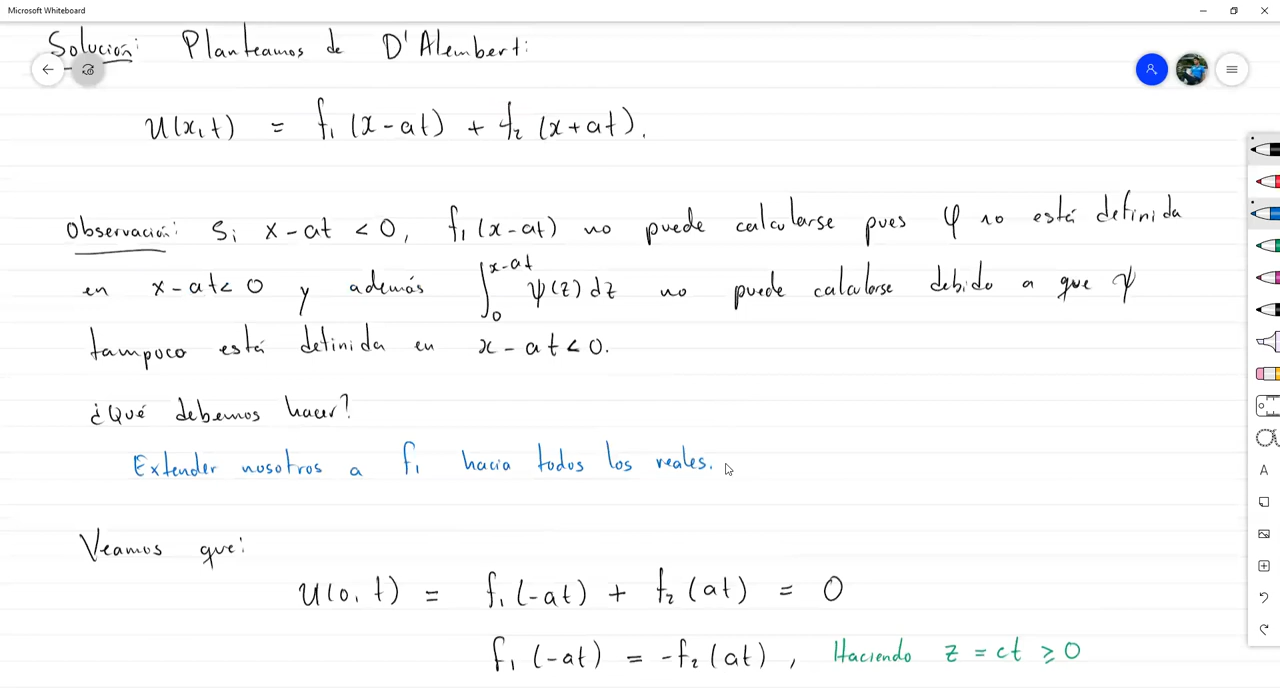 Microsoft Whiteboard
Solución: Planteamos de D'Alembert:
u(x,t) = f₁(x-at) + f₂(x+at).
Observación: Si x-at < 0, f₁(x-at) no puede calcularse pues φ no está definida
en x-at < 0 y además ∫₀^{x-at} ψ(z)dz no puede calcularse debido a que ψ
tampoco está definida en x-at < 0.
¿Qué debemos hacer?
Extender nosotros a f₁ hacia todos los reales.
Veamos que:
u(0,t) = f₁(-at) + f₂(at) = 0
f₁(-at) = -f₂(at), Haciendo z = ct ≥ 0
A